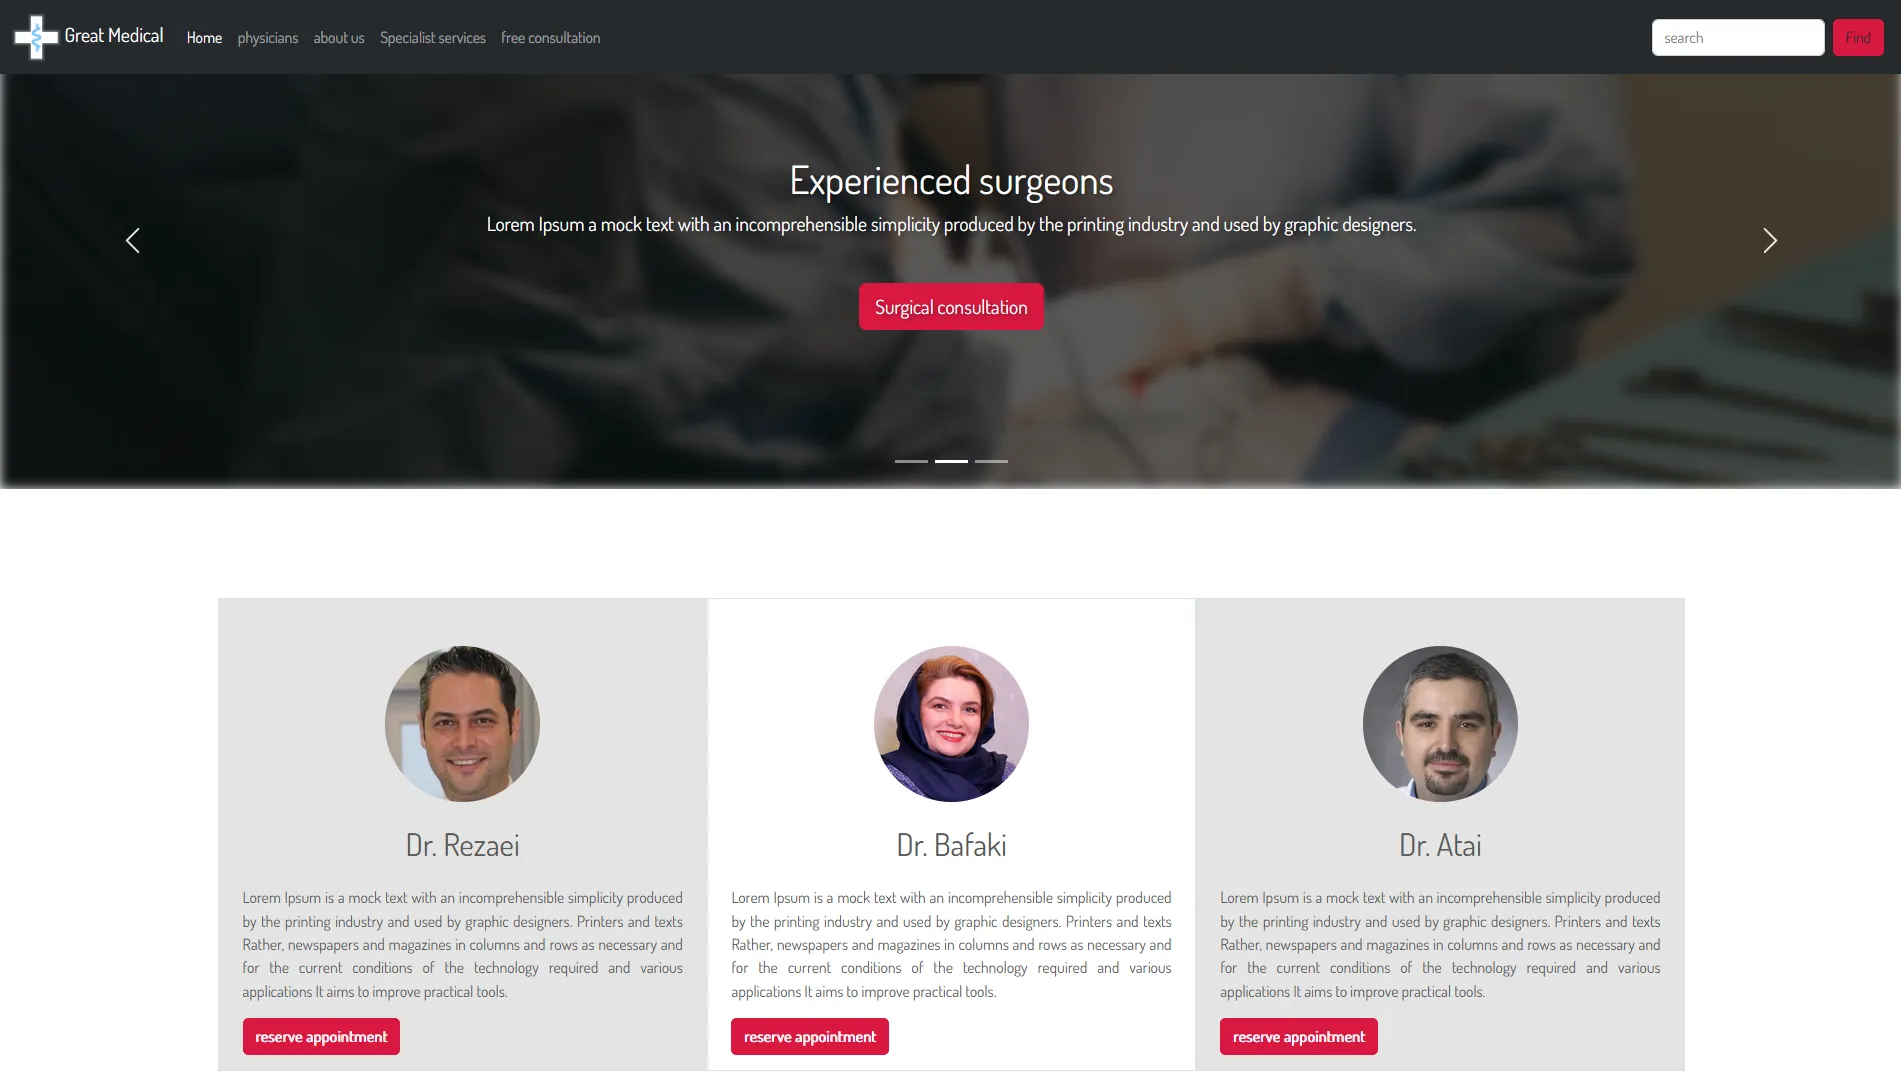 Great Medical Home physicians about us Specialist services free consultation search Find
Experienced surgeons
Lorem Ipsum a mock text with an incomprehensible simplicity produced by the printing industry and used by graphic designers.
Surgical consultation
Dr. Rezaei
Lorem Ipsum is a mock text with an incomprehensible simplicity produced
by the printing industry and used by graphic designers. Printers and texts
Rather, newspapers and magazines in columns and rows as necessary and
for the current conditions of the technology required and various
applications It aims to improve practical tools.
reserve appointment
Dr. Bafaki
Lorem Ipsum is a mock text with an incomprehensible simplicity produced
by the printing industry and used by graphic designers. Printers and texts
Rather, newspapers and magazines in columns and rows as necessary and
for the current conditions of the technology required and various
applications It aims to improve practical tools.
reserve appointment
Dr. Atai
Lorem Ipsum is a mock text with an incomprehensible simplicity produced
by the printing industry and used by graphic designers. Printers and texts
Rather, newspapers and magazines in columns and rows as necessary and
for the current conditions of the technology required and various
applications It aims to improve practical tools.
reserve appointment